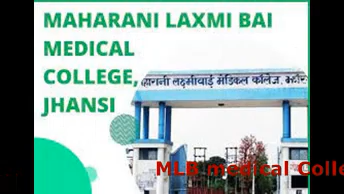 MAHARANI LAXMI BAI
MEDICAL
COLLEGE,
JHANSI
महारानी लक्ष्मीबाई मेडिकल कॉलेज, झाँसी
MLB medical Colle